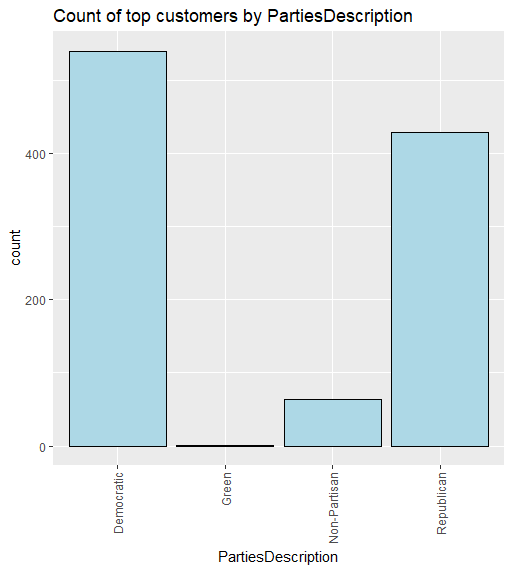 Count of top customers by PartiesDescription
count
400
200
0
Democratic
Green
Non-Partisan
Republican
PartiesDescription